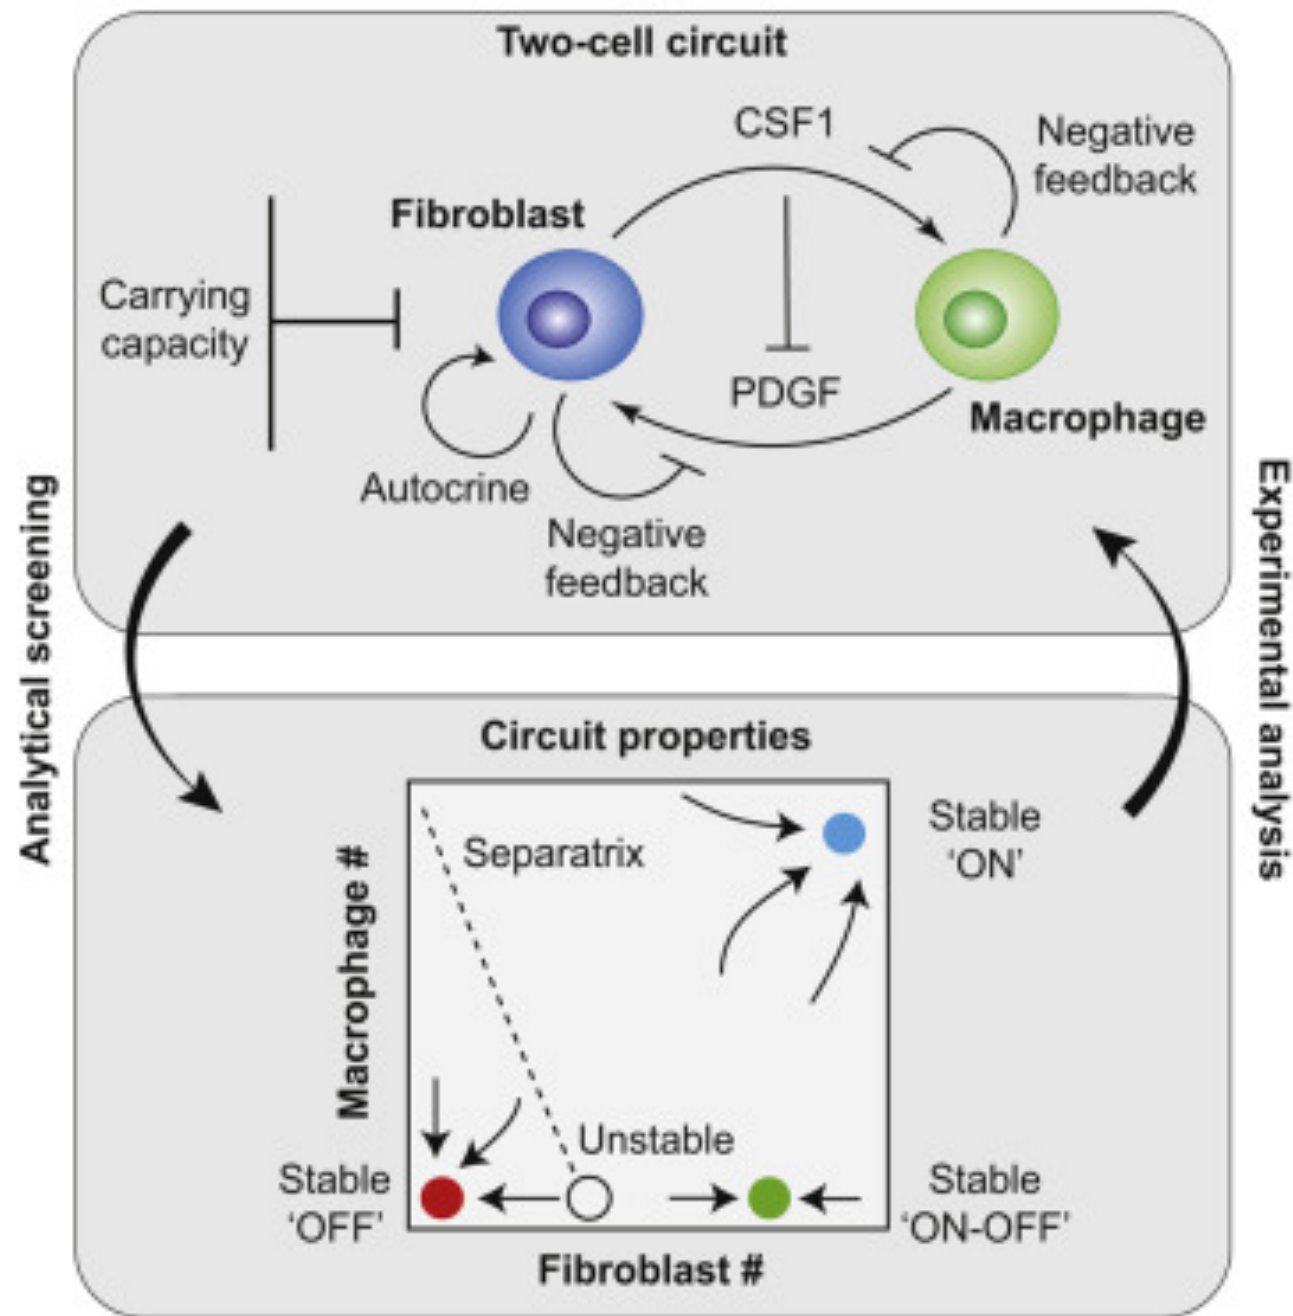 Two-cell circuit
CSF1
Negative
feedback
Fibroblast
Carrying
capacity
PDGF
Macrophage
Autocrine
Negative
feedback
Analytical screening
Experimental analysis
Circuit properties
Stable
‘ON’
Separatrix
Macrophage #
Unstable
Stable
‘OFF’
Stable
‘ON-OFF’
Fibroblast #